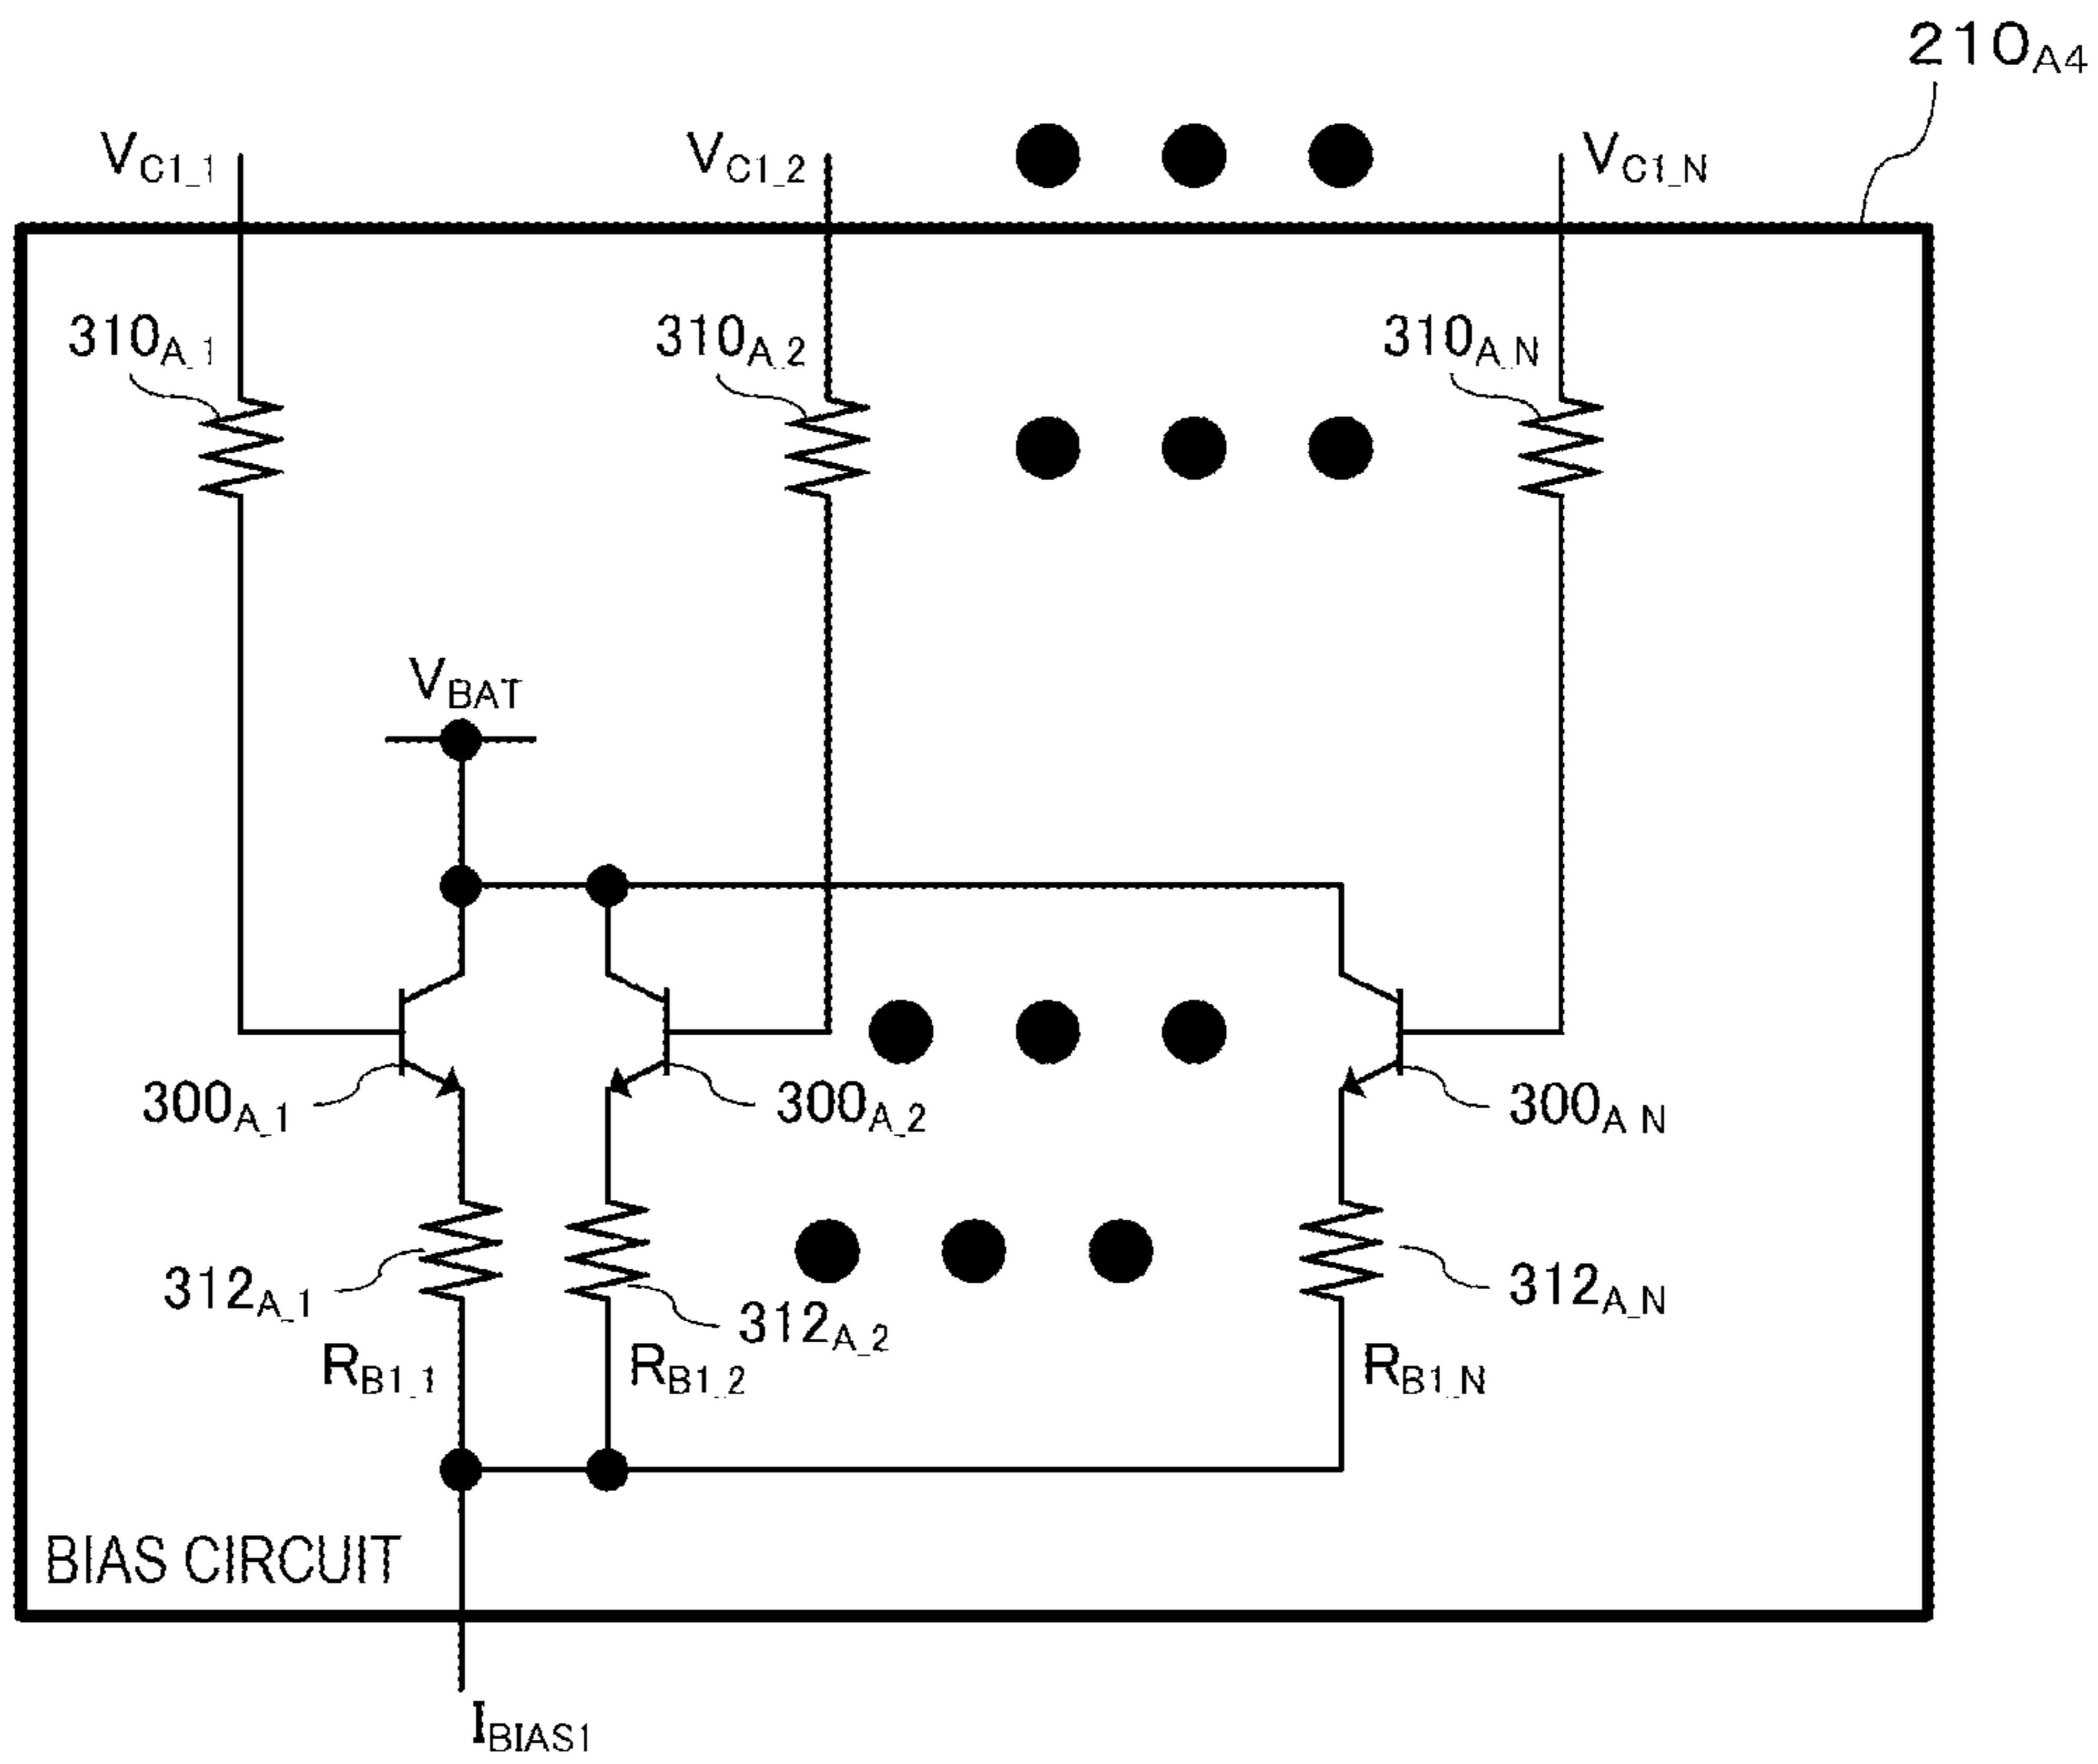 210A4
VC1_1
VC1_2
VC1_N
310A_1
310A_2
310A_N
VBAT
300A_1
300A_2
300A_N
312A_1
312A_2
312A_N
RB1_1
RB1_2
RB1_N
BIAS CIRCUIT
IBIAS1